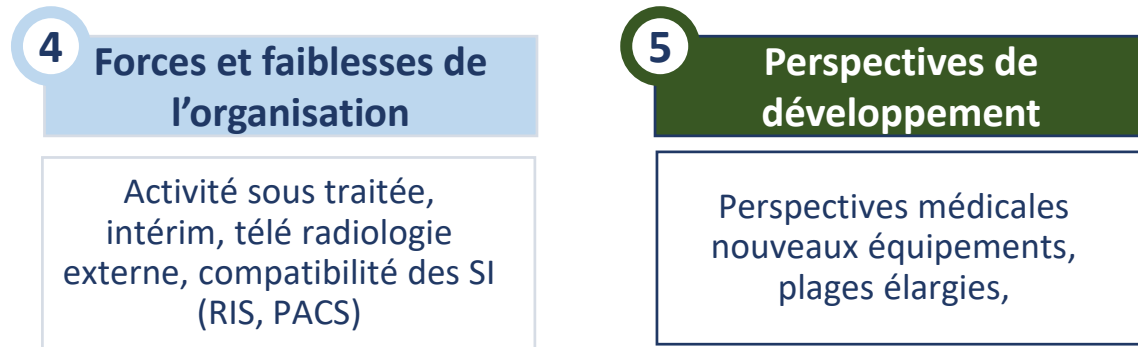 4
Forces et faiblesses de
l’organisation
Activité sous traitée,
intérim, télé radiologie
externe, compatibilité des SI
(RIS, PACS)
5
Perspectives de
développement
Perspectives médicales
nouveaux équipements,
plages élargies,